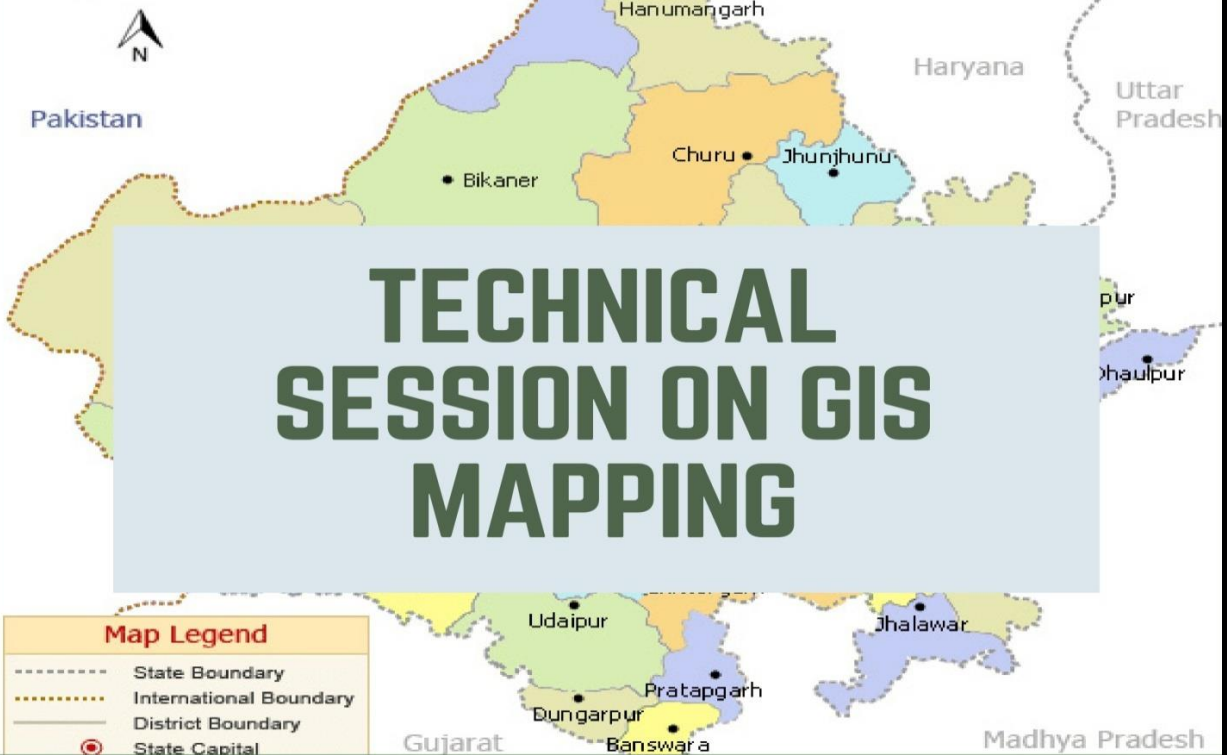 N
Hanumangarh
Haryana
Uttar
Pradesh
Pakistan
Churu
Jhunjhunu
Bikaner
TECHNICAL
SESSION ON GIS
MAPPING
pur
Dhaulpur
Udaipur
Jhalawar
Map Legend
State Boundary
International Boundary
District Boundary
State Capital
Pratapgarh
Dungarpur
Banswara
Gujarat
Madhya Pradesh